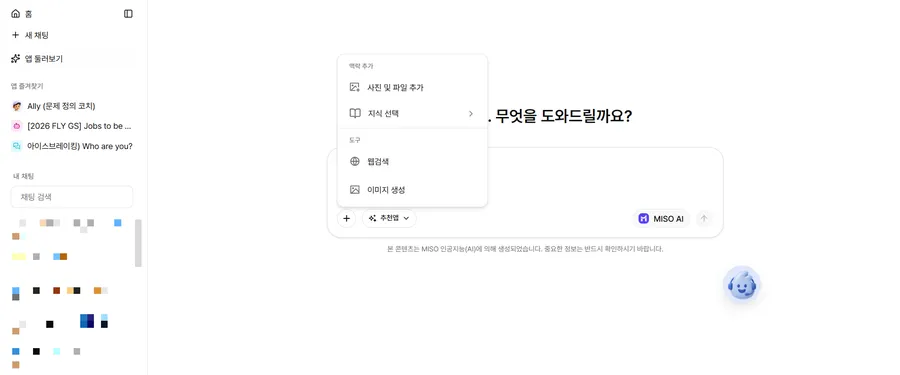 홈
새 채팅
앱 둘러보기
앱 즐겨찾기
Ally (문제 정의 코치)
[2026 FLY GS] Jobs to be ...
아이스브레이킹) Who are you?
내 채팅
채팅 검색
맥락 추가
사진 및 파일 추가
지식 선택
도구
웹검색
이미지 생성
. 무엇을 도와드릴까요?
추천앱
MISO AI
본 콘텐츠는 MISO 인공지능(AI)에 의해 생성되었습니다. 중요한 정보는 반드시 확인하시기 바랍니다.